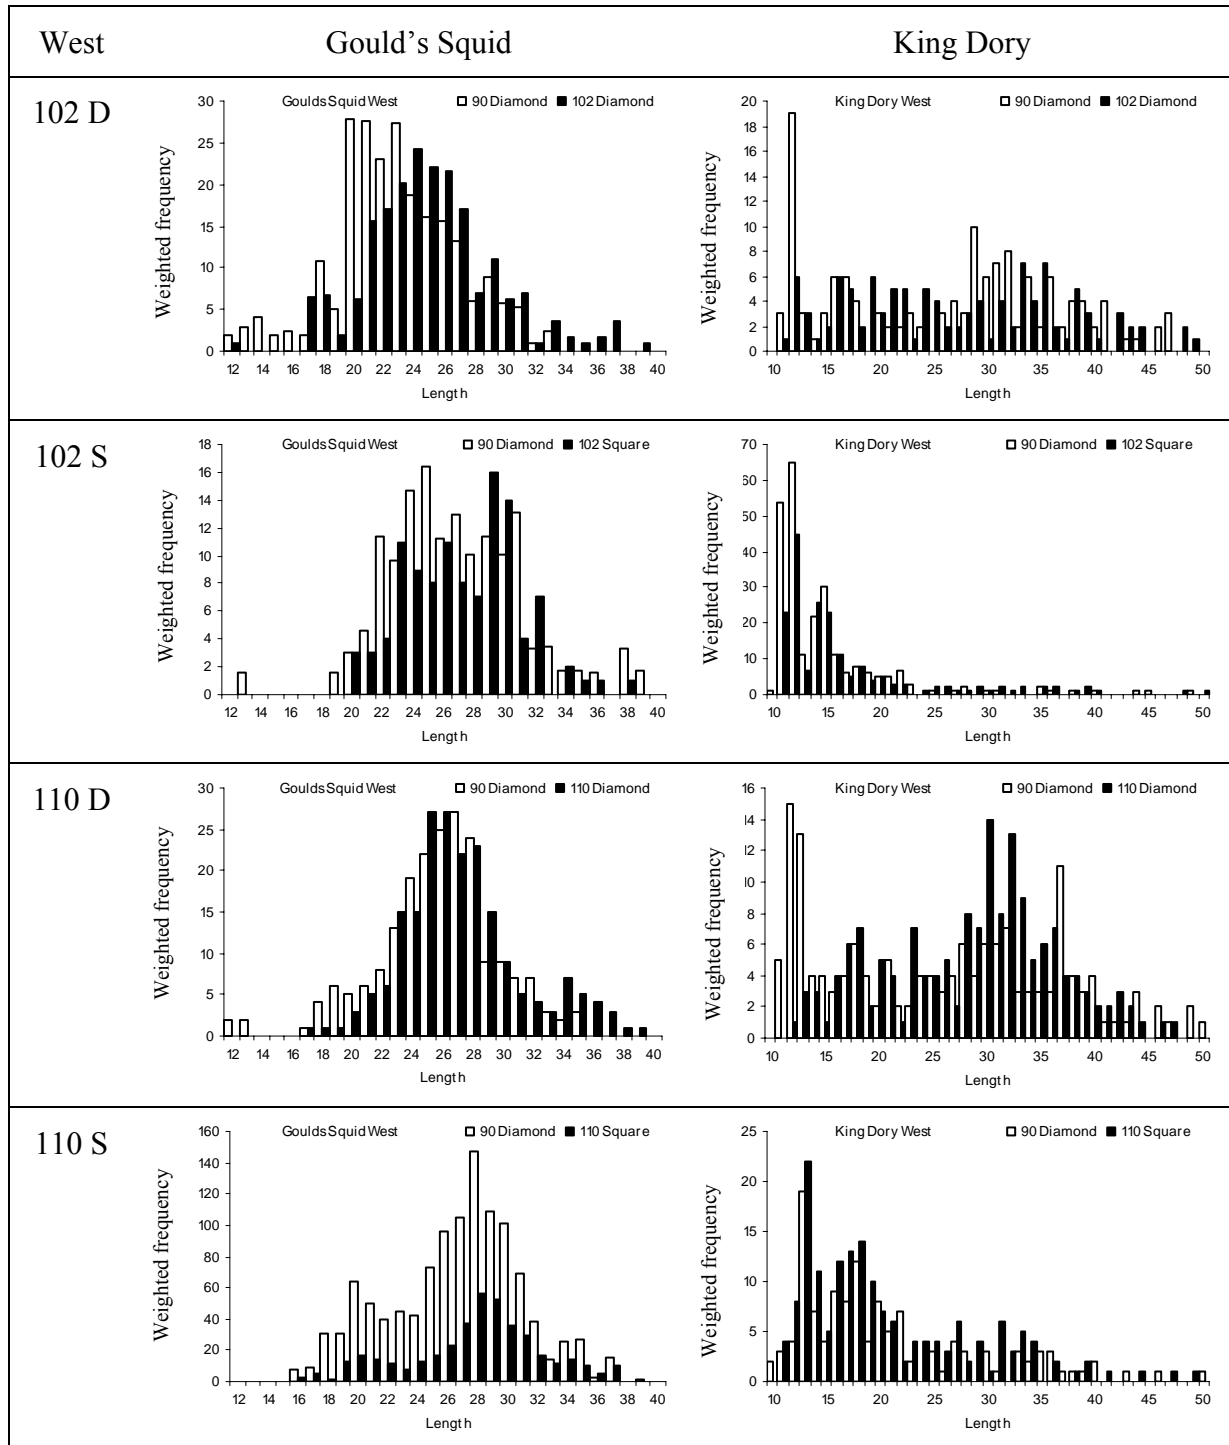 West Gould's Squid King Dory
102 D
Goulds Squid West 90 Diamond 102 Diamond
Weighted frequency
30
25
20
15
10
5
0
12 14 16 18 20 22 24 26 28 30 32 34 36 38 40
Length
King Dory West 90 Diamond 102 Diamond
Weighted frequency
20
18
16
14
12
10
8
6
4
2
0
10 15 20 25 30 35 40 45 50
Length
102 S
Goulds Squid West 90 Diamond 102 Square
Weighted frequency
18
16
14
12
10
8
6
4
2
0
12 14 16 18 20 22 24 26 28 30 32 34 36 38 40
Length
King Dory West 90 Diamond 102 Square
Weighted frequency
70
60
50
40
30
20
10
0
10 15 20 25 30 35 40 45 50
Length
110 D
Goulds Squid West 90 Diamond 110 Diamond
Weighted frequency
30
25
20
15
10
5
0
12 14 16 18 20 22 24 26 28 30 32 34 36 38 40
Length
King Dory West 90 Diamond 110 Diamond
Weighted frequency
16
14
12
10
8
6
4
2
0
10 15 20 25 30 35 40 45 50
Length
110 S
Goulds Squid West 90 Diamond 110 Square
Weighted frequency
160
140
120
100
80
60
40
20
0
12 14 16 18 20 22 24 26 28 30 32 34 36 38 40
Length
King Dory West 90 Diamond 110 Square
Weighted frequency
25
20
15
10
5
0
10 15 20 25 30 35 40 45 50
Length